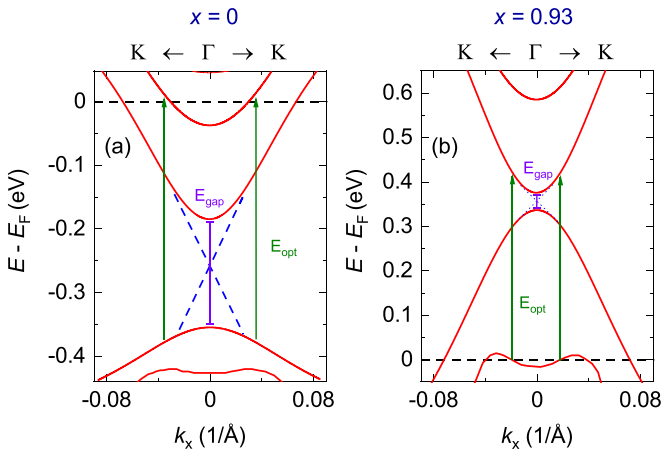 x = 0
K ← Γ → K
0
-0.1
-0.2
-0.3
-0.4
E - E_F (eV)
(a)
E_gap
E_opt
-0.08
0
0.08
k_x (1/Å)
x = 0.93
K ← Γ → K
0.6
0.5
0.4
0.3
0.2
0.1
0
E - E_F (eV)
(b)
E_gap
E_opt
-0.08
0
0.08
k_x (1/Å)